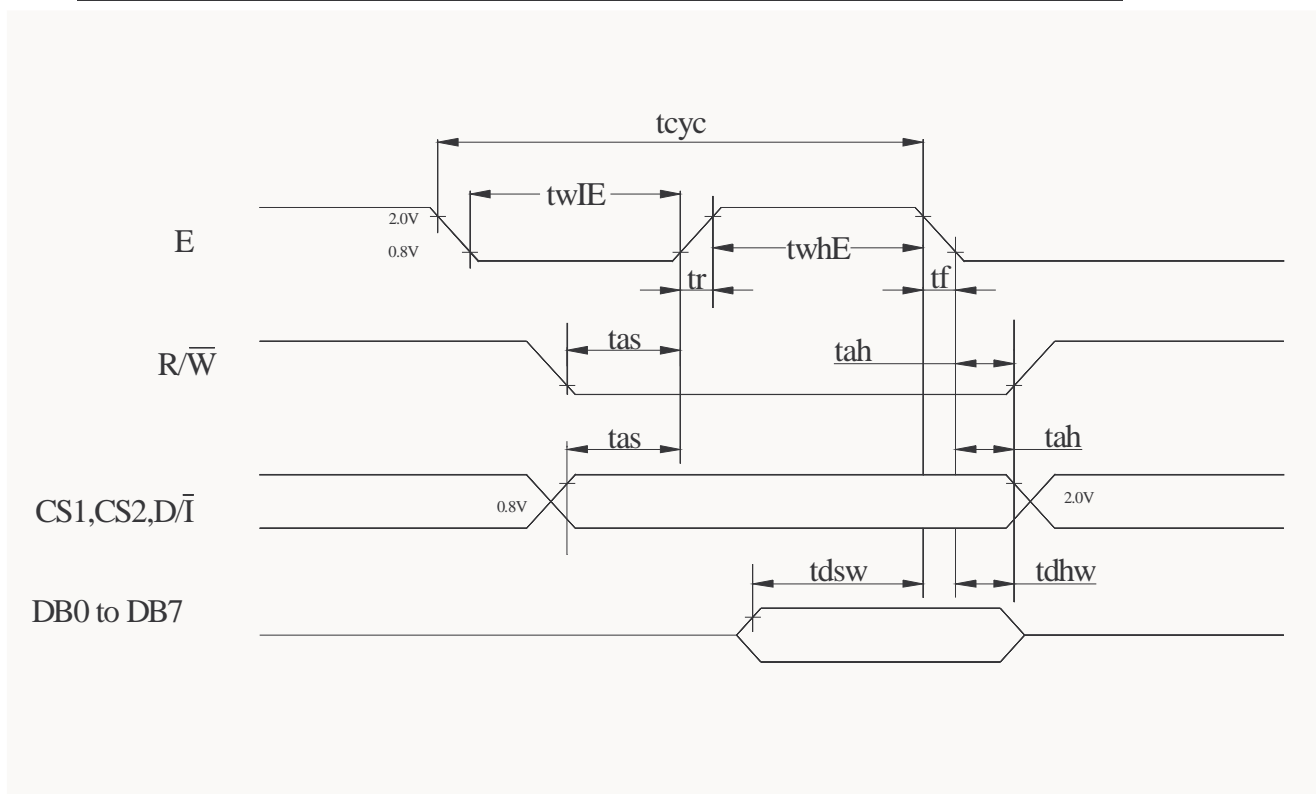 tcyc
twIE
2.0V
E
0.8V
twhE
tr
tf
tas
tah
R/W̅
tas
tah
CS1,CS2,D/I̅
0.8V
2.0V
tdsw
tdhw
DB0 to DB7